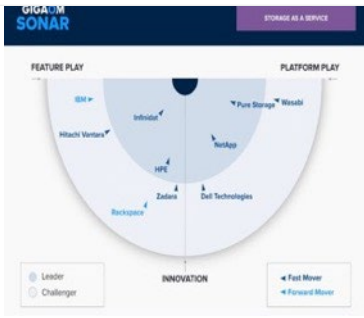 GIGAOM
SONAR
STORAGE AS A SERVICE
FEATURE PLAY
PLATFORM PLAY
IBM
Infinidat
Pure Storage
Wasabi
Hitachi Vantara
NetApp
HPE
Zadara
Dell Technologies
Rackspace
INNOVATION
Leader
Challenger
Fast Mover
Forward Mover